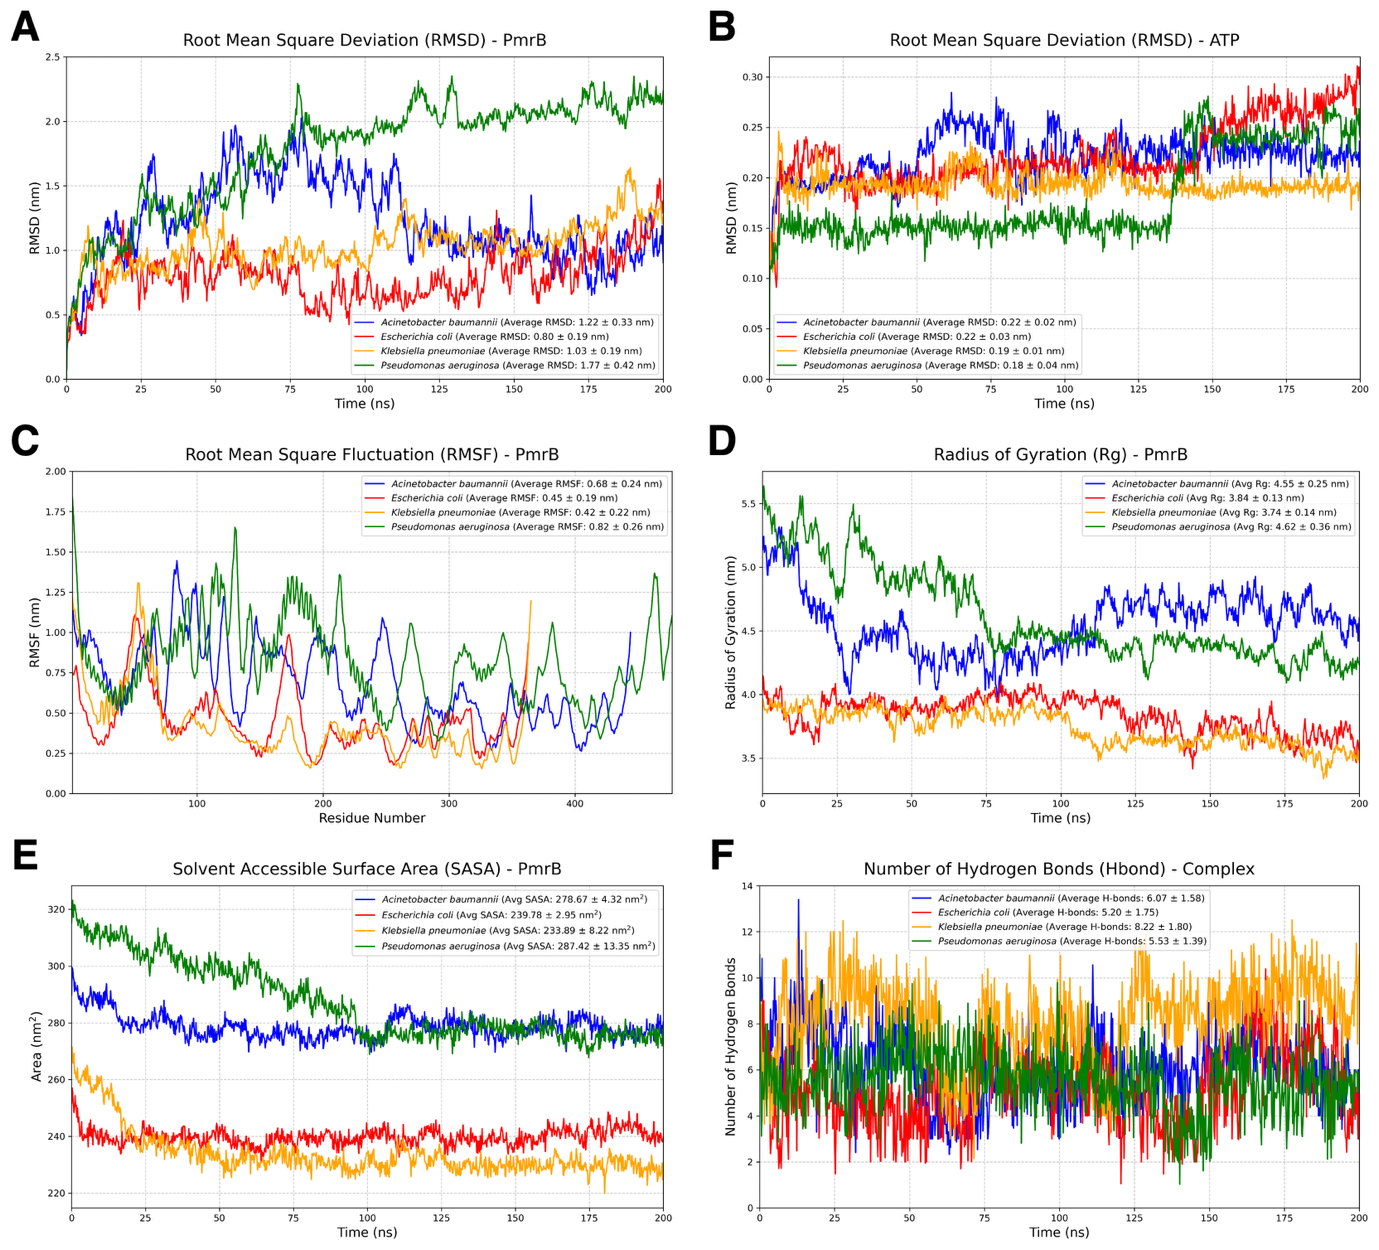 A
Root Mean Square Deviation (RMSD) - PmrB
RMSD (nm)
2.5
2.0
1.5
1.0
0.5
0.0
Acinetobacter baumannii (Average RMSD: 1.22 ± 0.33 nm)
Escherichia coli (Average RMSD: 0.80 ± 0.19 nm)
Klebsiella pneumoniae (Average RMSD: 1.03 ± 0.19 nm)
Pseudomonas aeruginosa (Average RMSD: 1.77 ± 0.42 nm)
0 25 50 75 100 125 150 175 200
Time (ns)
B
Root Mean Square Deviation (RMSD) - ATP
RMSD (nm)
0.30
0.25
0.20
0.15
0.10
0.05
0.00
Acinetobacter baumannii (Average RMSD: 0.22 ± 0.02 nm)
Escherichia coli (Average RMSD: 0.22 ± 0.03 nm)
Klebsiella pneumoniae (Average RMSD: 0.19 ± 0.01 nm)
Pseudomonas aeruginosa (Average RMSD: 0.18 ± 0.04 nm)
0 25 50 75 100 125 150 175 200
Time (ns)
C
Root Mean Square Fluctuation (RMSF) - PmrB
RMSF (nm)
2.00
1.75
1.50
1.25
1.00
0.75
0.50
0.25
0.00
Acinetobacter baumannii (Average RMSF: 0.68 ± 0.24 nm)
Escherichia coli (Average RMSF: 0.45 ± 0.19 nm)
Klebsiella pneumoniae (Average RMSF: 0.42 ± 0.22 nm)
Pseudomonas aeruginosa (Average RMSF: 0.82 ± 0.26 nm)
100 200 300 400
Residue Number
D
Radius of Gyration (Rg) - PmrB
Radius of Gyration (nm)
5.5
5.0
4.5
4.0
3.5
Acinetobacter baumannii (Avg Rg: 4.55 ± 0.25 nm)
Escherichia coli (Avg Rg: 3.84 ± 0.13 nm)
Klebsiella pneumoniae (Avg Rg: 3.74 ± 0.14 nm)
Pseudomonas aeruginosa (Avg Rg: 4.62 ± 0.36 nm)
0 25 50 75 100 125 150 175 200
Time (ns)
E
Solvent Accessible Surface Area (SASA) - PmrB
Area (nm²)
320
300
280
260
240
220
Acinetobacter baumannii (Avg SASA: 278.67 ± 4.32 nm²)
Escherichia coli (Avg SASA: 239.78 ± 2.95 nm²)
Klebsiella pneumoniae (Avg SASA: 233.89 ± 8.22 nm²)
Pseudomonas aeruginosa (Avg SASA: 287.42 ± 13.35 nm²)
0 25 50 75 100 125 150 175 200
Time (ns)
F
Number of Hydrogen Bonds (Hbond) - Complex
Number of Hydrogen Bonds
14
12
10
8
6
4
2
0
Acinetobacter baumannii (Average H-bonds: 6.07 ± 1.58)
Escherichia coli (Average H-bonds: 5.20 ± 1.75)
Klebsiella pneumoniae (Average H-bonds: 8.22 ± 1.80)
Pseudomonas aeruginosa (Average H-bonds: 5.53 ± 1.39)
0 25 50 75 100 125 150 175 200
Time (ns)